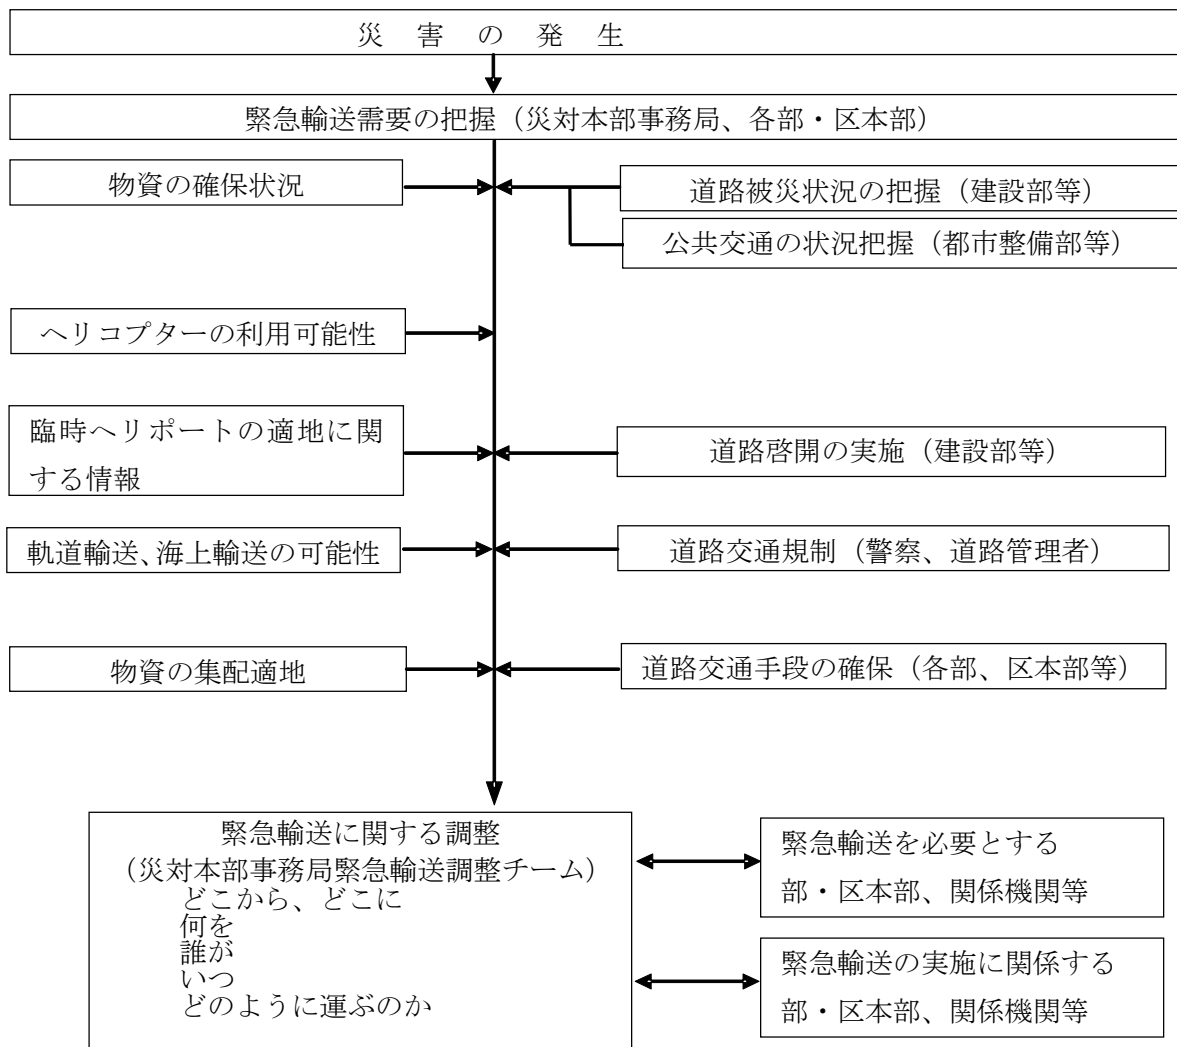 災害の発生
緊急輸送需要の把握（災対本部事務局、各部・区本部）
物資の確保状況
道路被災状況の把握（建設部等）
公共交通の状況把握（都市整備部等）
ヘリコプターの利用可能性
臨時ヘリポートの適地に関
する情報
道路啓開の実施（建設部等）
軌道輸送、海上輸送の可能性
道路交通規制（警察、道路管理者）
物資の集配適地
道路交通手段の確保（各部、区本部等）
緊急輸送に関する調整
（災対本部事務局緊急輸送調整チーム）
どこから、どこに
何を
誰が
いつ
どのように運ぶのか
緊急輸送を必要とする
部・区本部、関係機関等
緊急輸送の実施に関係する
部・区本部、関係機関等